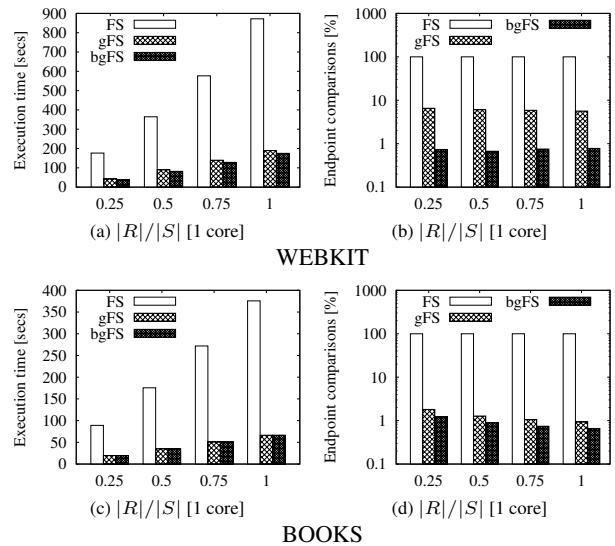 Execution time [secs]
900
800
700
600
500
400
300
200
100
0
FS
gFS
bgFS
0.25 0.5 0.75 1
(a) |R|/|S| [1 core]
Endpoint comparisons [%]
1000
100
10
1
0.1
FS bgFS
gFS
0.25 0.5 0.75 1
(b) |R|/|S| [1 core]
WEBKIT
Execution time [secs]
400
350
300
250
200
150
100
50
0
FS
gFS
bgFS
0.25 0.5 0.75 1
(c) |R|/|S| [1 core]
Endpoint comparisons [%]
1000
100
10
1
0.1
FS bgFS
gFS
0.25 0.5 0.75 1
(d) |R|/|S| [1 core]
BOOKS